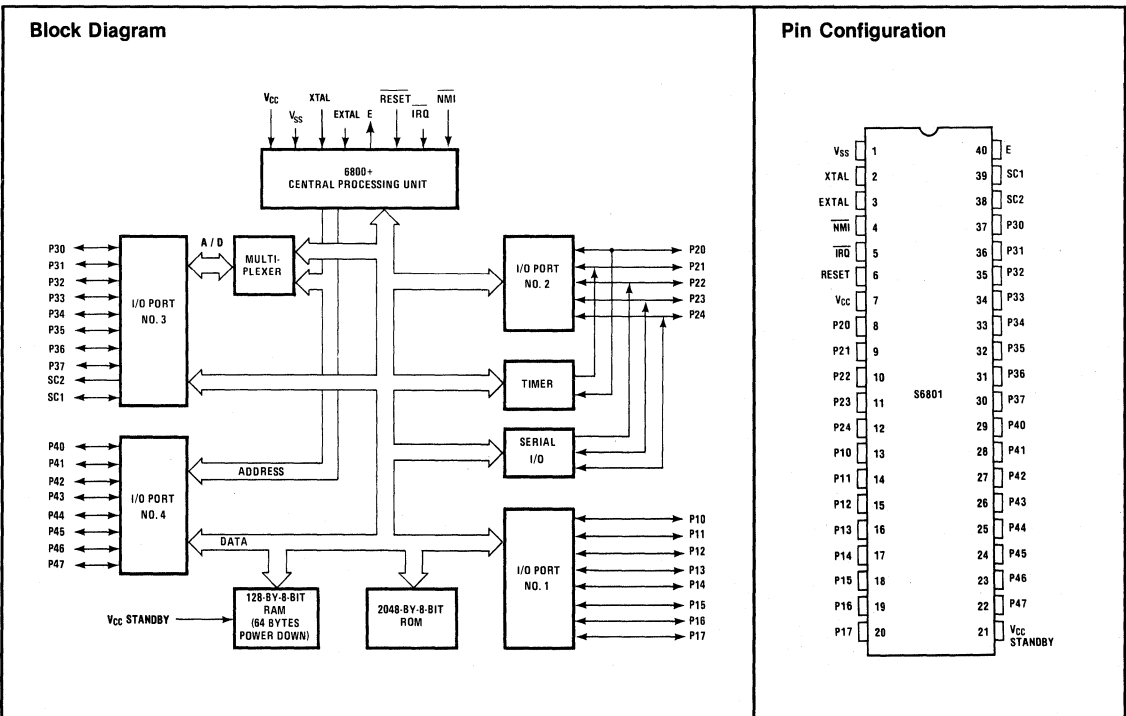 Block Diagram
VCC
VSS
XTAL
EXTAL
E
RESET
IRQ
NMI
6800+
CENTRAL PROCESSING UNIT
P30
P31
P32
P33
P34
P35
P36
P37
SC2
SC1
I/O PORT
NO. 3
A / D
MULTI-
PLEXER
I/O PORT
NO. 2
P20
P21
P22
P23
P24
TIMER
SERIAL
I/O
P40
P41
P42
P43
P44
P45
P46
P47
I/O PORT
NO. 4
ADDRESS
DATA
I/O PORT
NO. 1
P10
P11
P12
P13
P14
P15
P16
P17
VCC STANDBY
128-BY-8-BIT
RAM
(64 BYTES
POWER DOWN)
2048-BY-8-BIT
ROM
Pin Configuration
VSS 1 40 E
XTAL 2 39 SC1
EXTAL 3 38 SC2
NMI 4 37 P30
IRQ 5 36 P31
RESET 6 35 P32
VCC 7 34 P33
P20 8 33 P34
P21 9 32 P35
P22 10 31 P36
S6801
P23 11 30 P37
P24 12 29 P40
P10 13 28 P41
P11 14 27 P42
P12 15 26 P43
P13 16 25 P44
P14 17 24 P45
P15 18 23 P46
P16 19 22 P47
P17 20 21 VCC
STANDBY